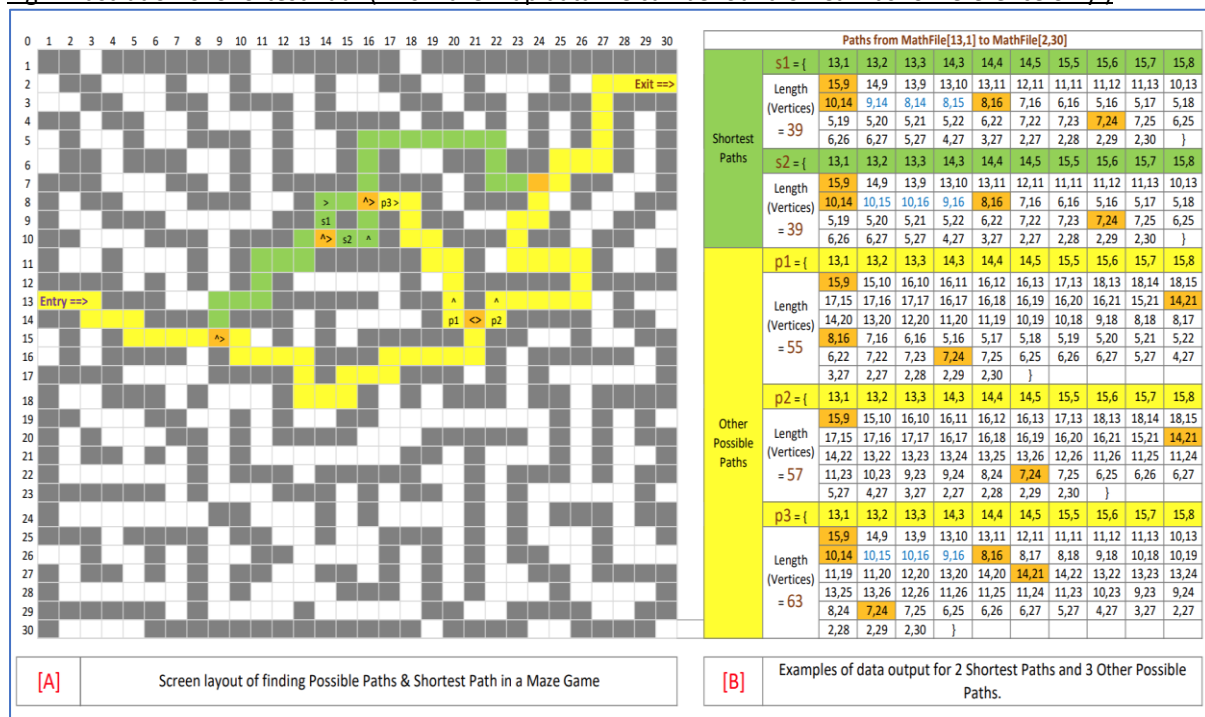 0 1 2 3 4 5 6 7 8 9 10 11 12 13 14 15 16 17 18 19 20 21 22 23 24 25 26 27 28 29 30
1
2 Exit ==>
3
4
5
6
7
8 > ^> p3 >
9 s1
10 ^> s2 ^
11
12
13 Entry ==> ^ ^
14 p1 <> p2
15 ^>
16
17
18
19
20
21
22
23
24
25
26
27
28
29
30
[A] Screen layout of finding Possible Paths & Shortest Path in a Maze Game
Paths from MathFile[13,1] to MathFile[2,30]
Shortest Paths
s1 = { 13,1 13,2 13,3 14,3 14,4 14,5 15,5 15,6 15,7 15,8
Length (Vertices) = 39
15,9 14,9 13,9 13,10 13,11 12,11 11,11 11,12 11,13 10,13
10,14 9,14 8,14 8,15 8,16 7,16 6,16 5,16 5,17 5,18
5,19 5,20 5,21 5,22 6,22 7,22 7,23 7,24 7,25 6,25
6,26 6,27 5,27 4,27 3,27 2,27 2,28 2,29 2,30 }
s2 = { 13,1 13,2 13,3 14,3 14,4 14,5 15,5 15,6 15,7 15,8
Length (Vertices) = 39
15,9 14,9 13,9 13,10 13,11 12,11 11,11 11,12 11,13 10,13
10,14 10,15 10,16 9,16 8,16 7,16 6,16 5,16 5,17 5,18
5,19 5,20 5,21 5,22 6,22 7,22 7,23 7,24 7,25 6,25
6,26 6,27 5,27 4,27 3,27 2,27 2,28 2,29 2,30 }
Other Possible Paths
p1 = { 13,1 13,2 13,3 14,3 14,4 14,5 15,5 15,6 15,7 15,8
Length (Vertices) = 55
15,9 15,10 16,10 16,11 16,12 16,13 17,13 18,13 18,14 18,15
17,15 17,16 17,17 16,17 16,18 16,19 16,20 16,21 15,21 14,21
14,20 13,20 12,20 11,20 11,19 10,19 10,18 9,18 8,18 8,17
8,16 7,16 6,16 5,16 5,17 5,18 5,19 5,20 5,21 5,22
6,22 7,22 7,23 7,24 7,25 6,25 6,26 6,27 5,27 4,27
3,27 2,27 2,28 2,29 2,30 }
p2 = { 13,1 13,2 13,3 14,3 14,4 14,5 15,5 15,6 15,7 15,8
Length (Vertices) = 57
15,9 15,10 16,10 16,11 16,12 16,13 17,13 18,13 18,14 18,15
17,15 17,16 17,17 16,17 16,18 16,19 16,20 16,21 15,21 14,21
14,22 13,22 13,23 13,24 13,25 13,26 12,26 11,26 11,25 11,24
11,23 10,23 9,23 9,24 8,24 7,24 7,25 6,25 6,26 6,27
5,27 4,27 3,27 2,27 2,28 2,29 2,30 }
p3 = { 13,1 13,2 13,3 14,3 14,4 14,5 15,5 15,6 15,7 15,8
Length (Vertices) = 63
15,9 14,9 13,9 13,10 13,11 12,11 11,11 11,12 11,13 10,13
10,14 10,15 10,16 9,16 8,16 8,17 8,18 9,18 10,18 10,19
11,19 11,20 12,20 13,20 14,20 14,21 14,22 13,22 13,23 13,24
13,25 13,26 12,26 11,26 11,25 11,24 11,23 10,23 9,23 9,24
8,24 7,24 7,25 6,25 6,26 6,27 5,27 4,27 3,27 2,27
2,28 2,29 2,30 }
[B] Examples of data output for 2 Shortest Paths and 3 Other Possible
Paths.